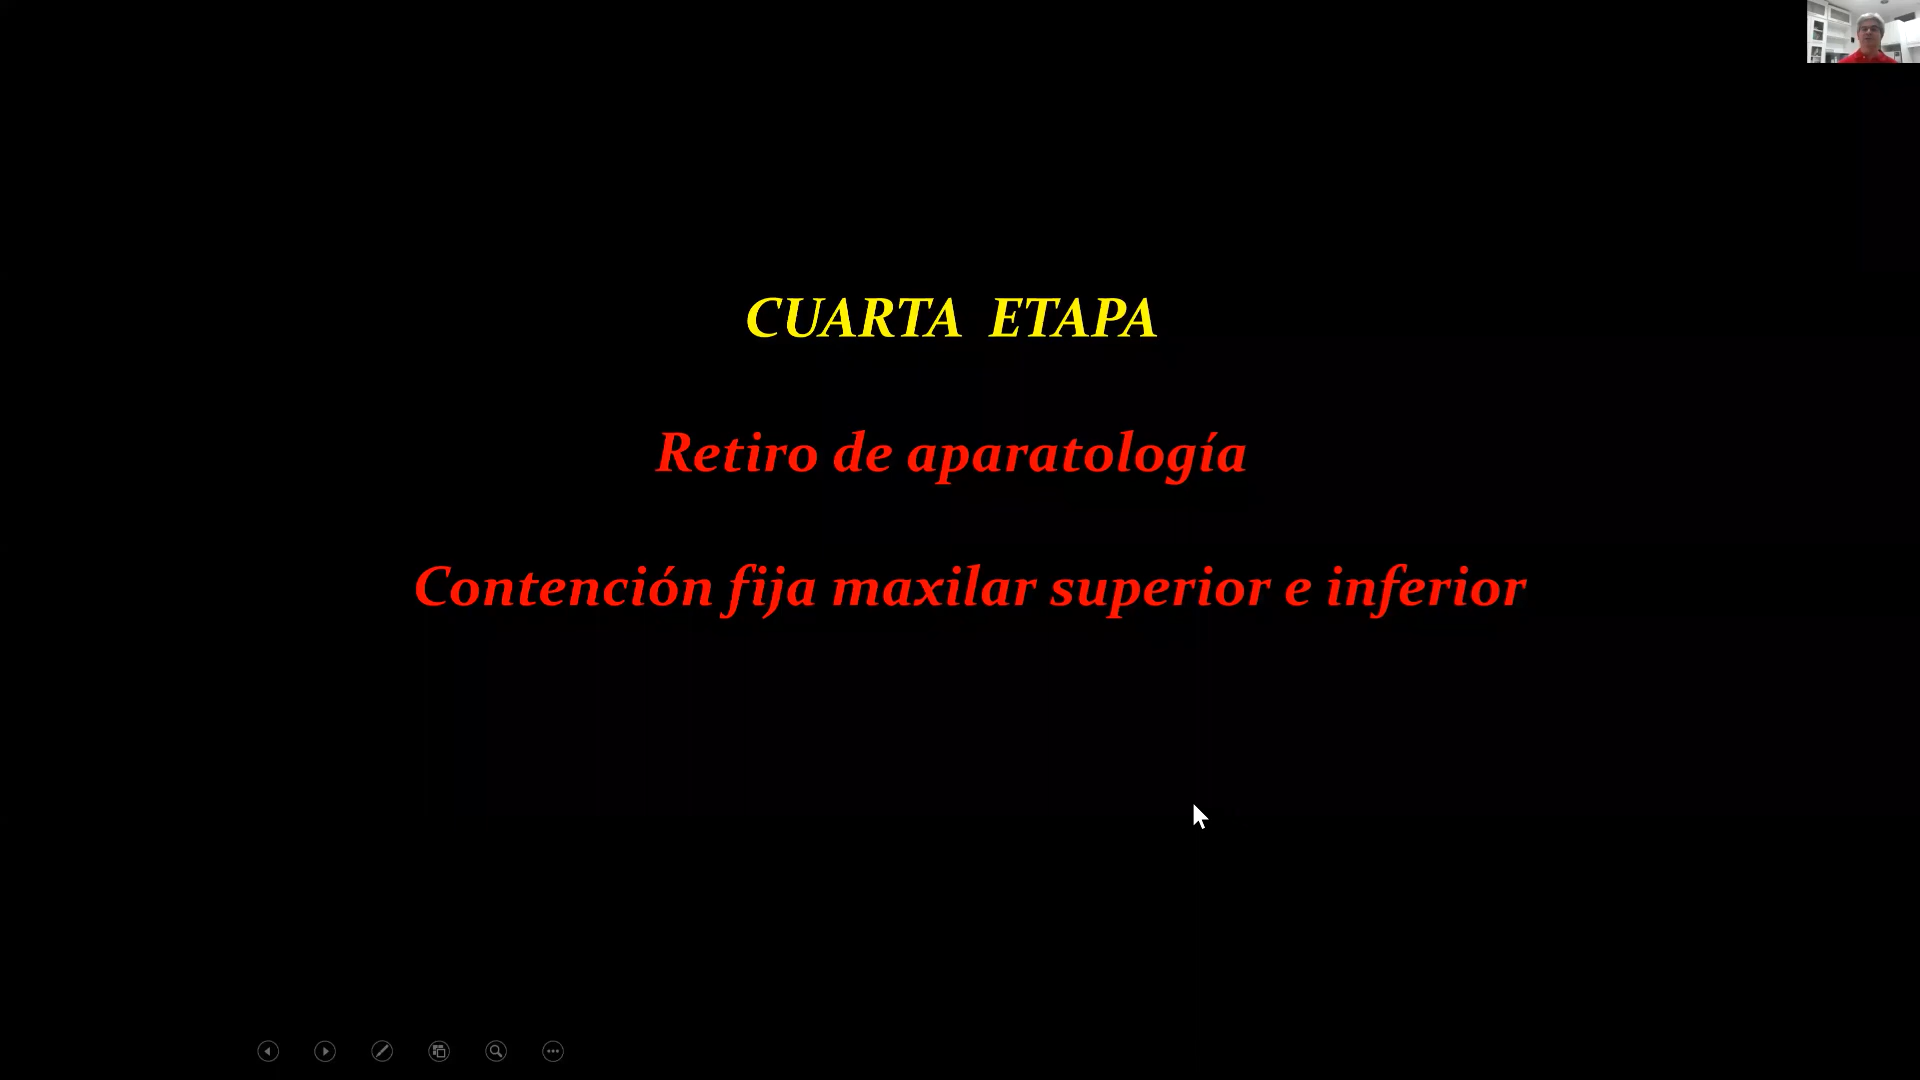 CUARTA ETAPA
Retiro de aparatología
Contención fija maxilar superior e inferior